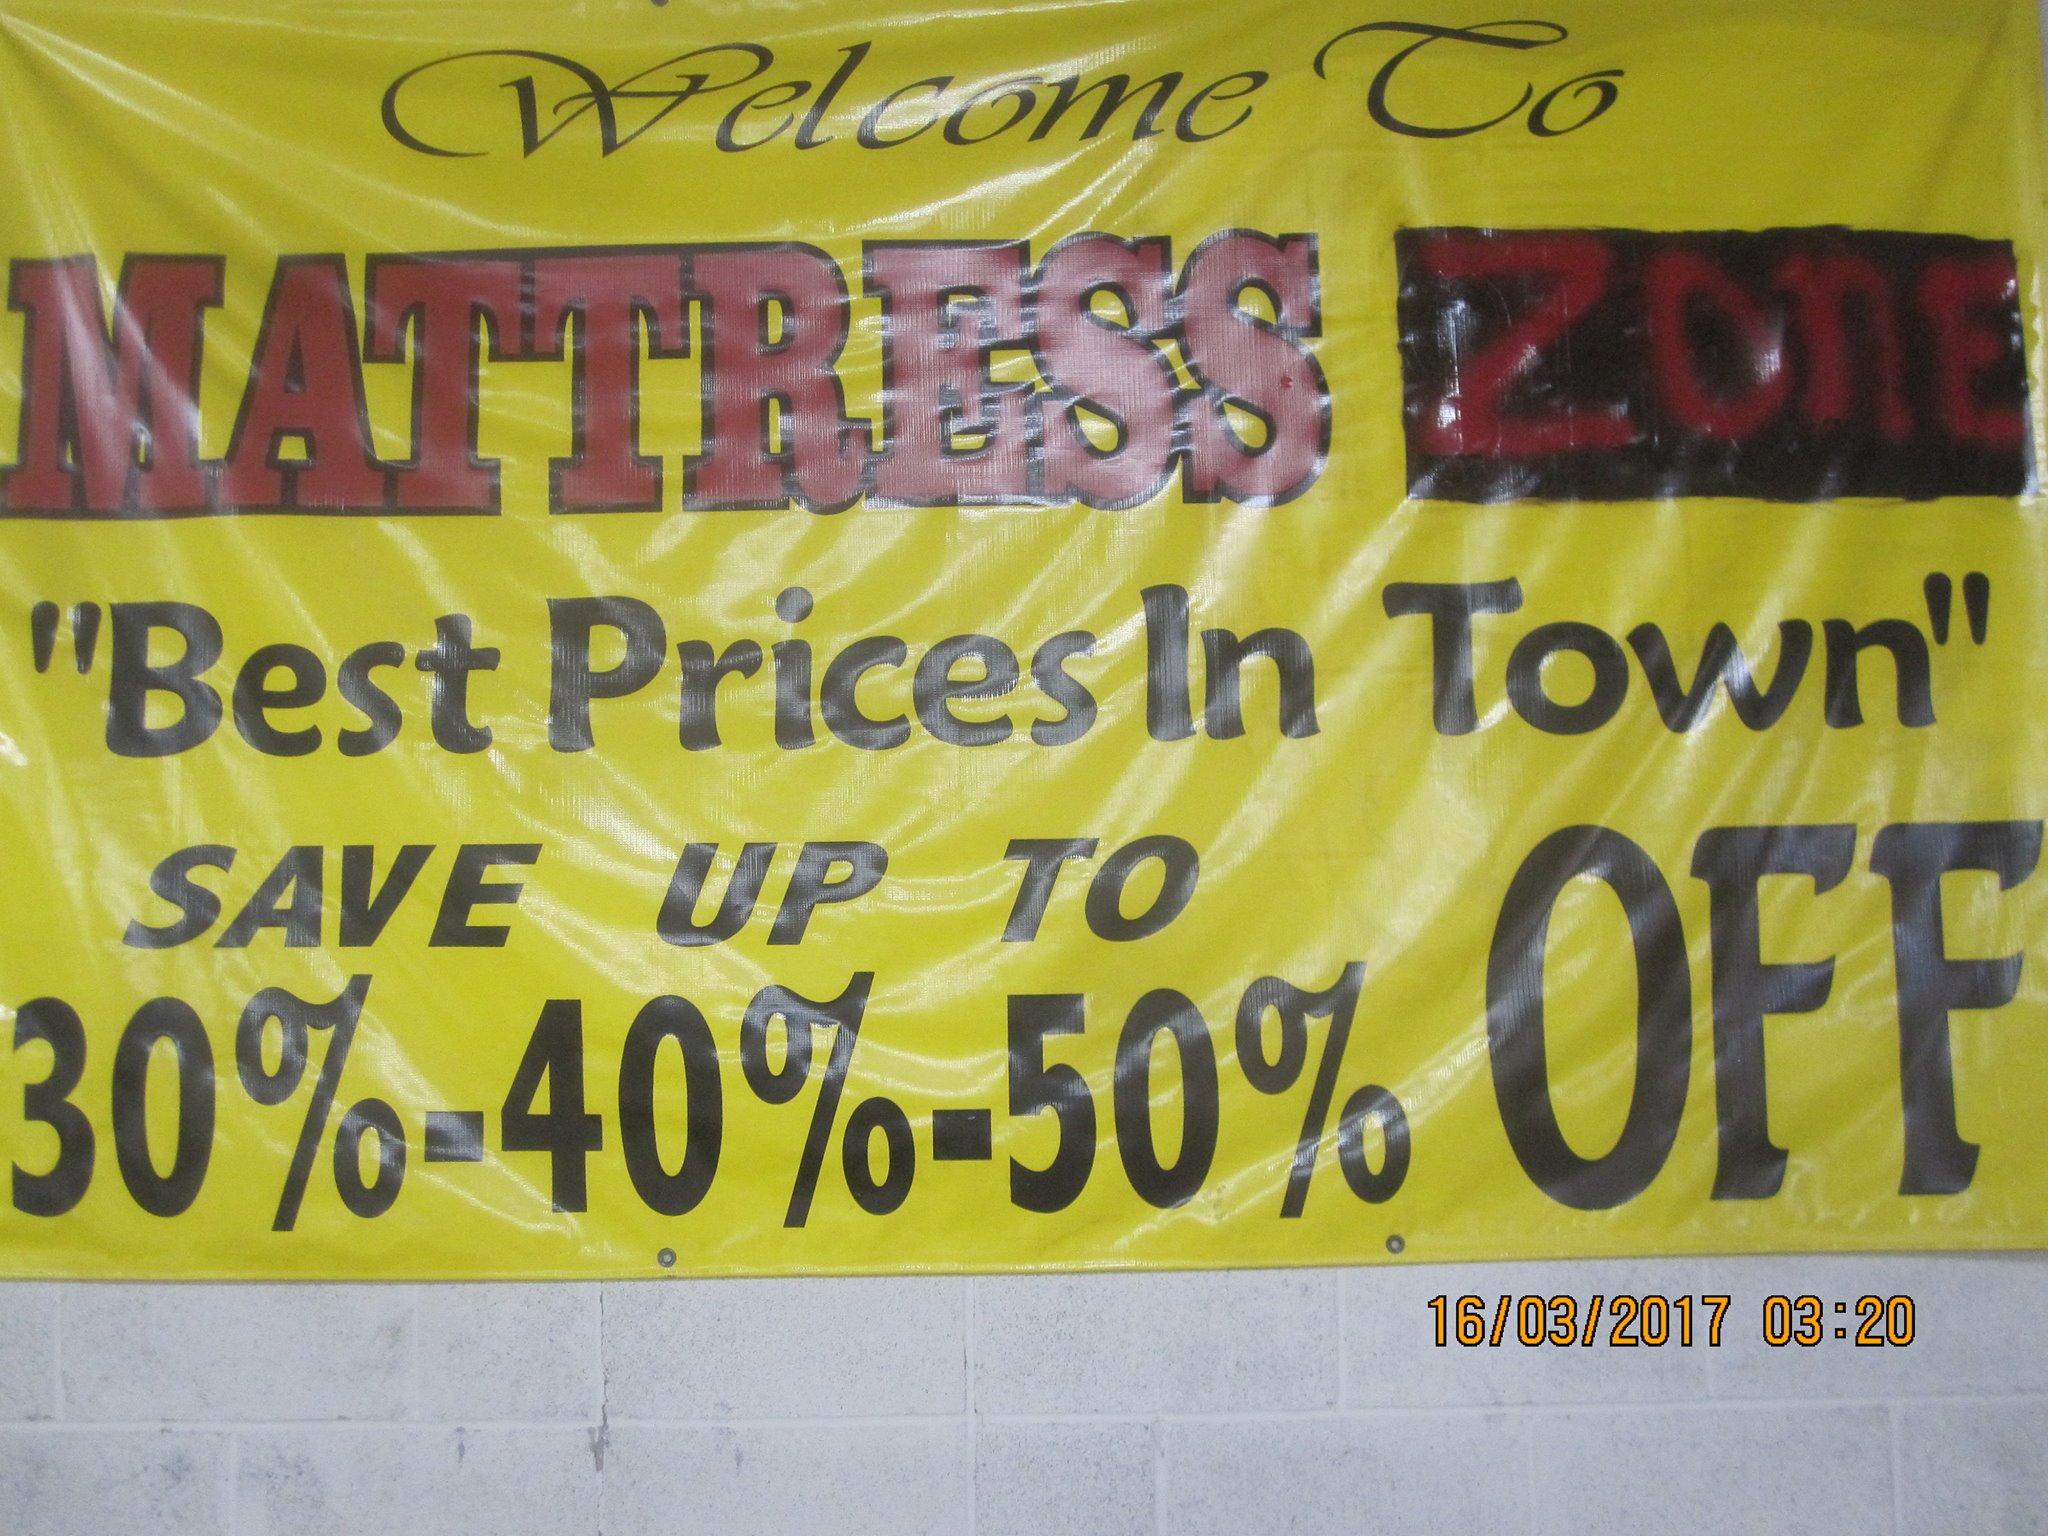 Welcome To
MATTRESS ZONE
"Best Prices In Town"
SAVE UP TO
30%-40%-50% OFF
16/03/2017 03:20